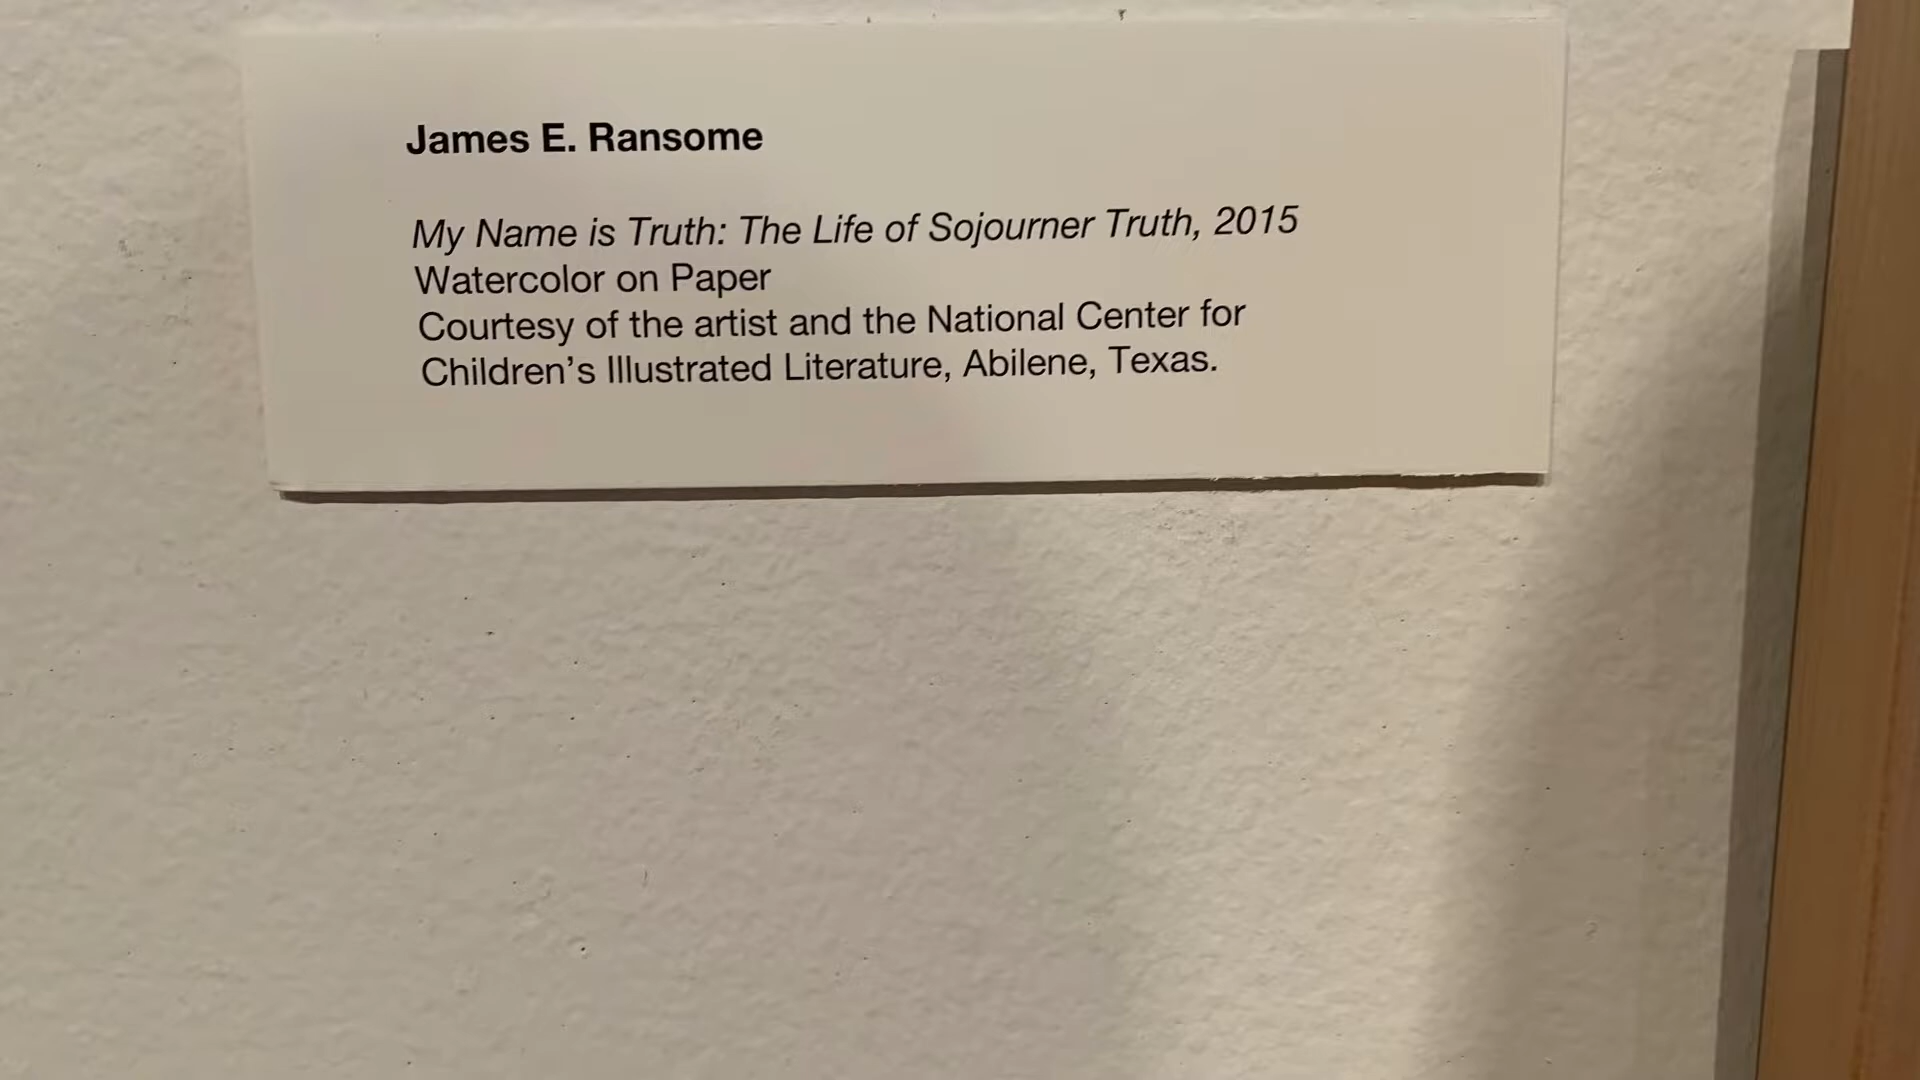 James E. Ransome
My Name is Truth: The Life of Sojourner Truth, 2015
Watercolor on Paper
Courtesy of the artist and the National Center for
Children’s Illustrated Literature, Abilene, Texas.